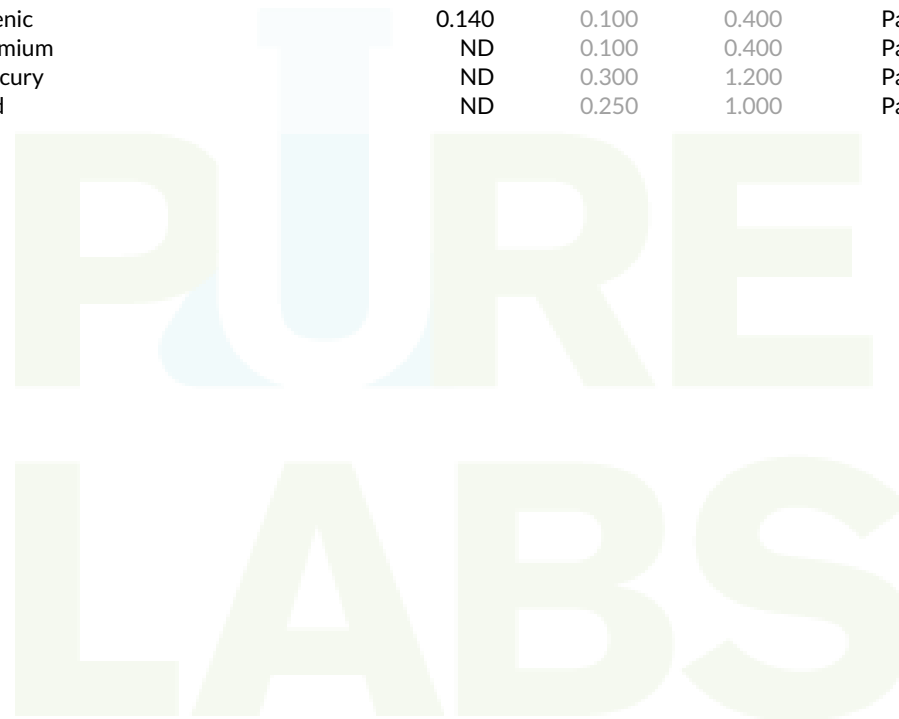 enic 0.140 0.100 0.400 Pa
mium ND 0.100 0.400 Pa
cury ND 0.300 1.200 Pa
d ND 0.250 1.000 Pa
PURE
LABS